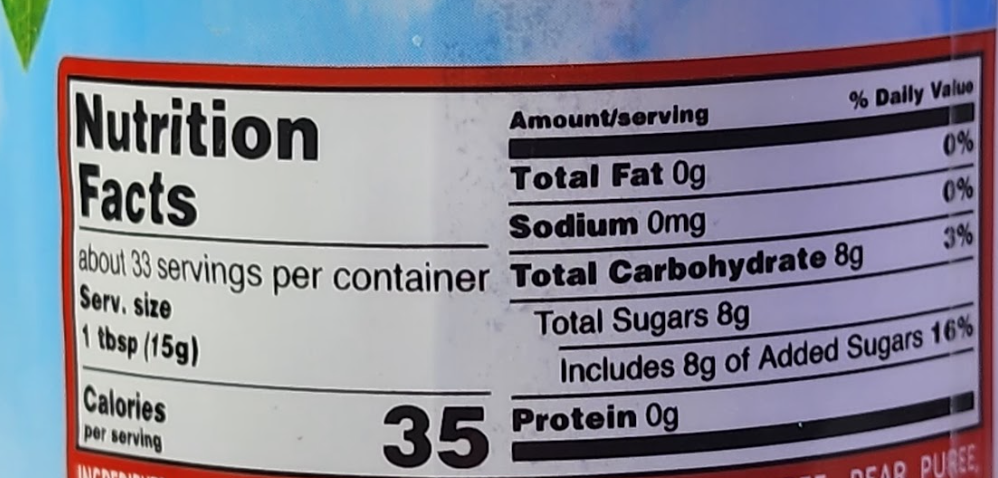 Nutrition
Facts
about 33 servings per container
Serv. size
1 tbsp (15g)
Calories
per serving
35
Amount/serving % Daily Value
Total Fat 0g 0%
Sodium 0mg 0%
Total Carbohydrate 8g 3%
Total Sugars 8g
Includes 8g of Added Sugars 16%
Protein 0g
PEAR PUREE,